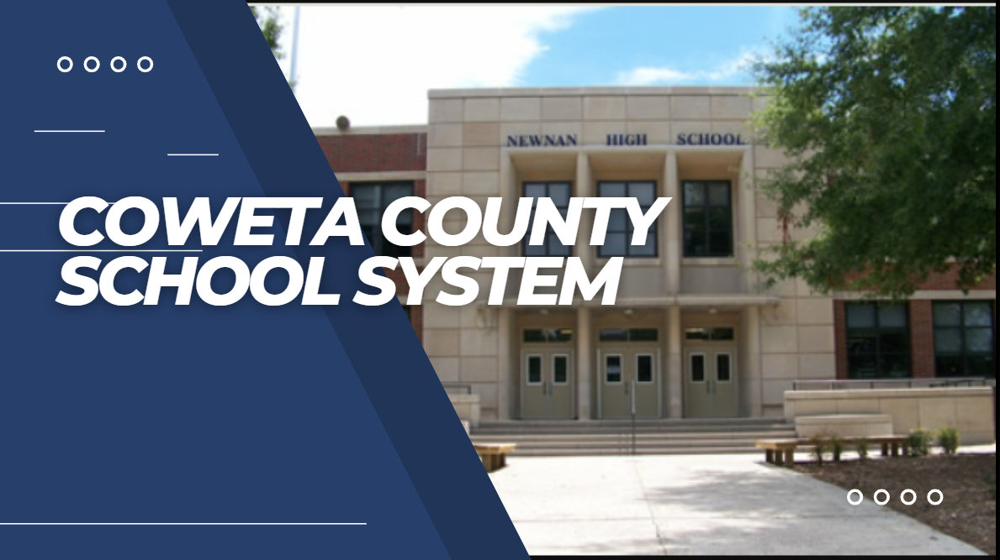 NEWNAN HIGH SCHOOL
COWETA COUNTY
SCHOOL SYSTEM